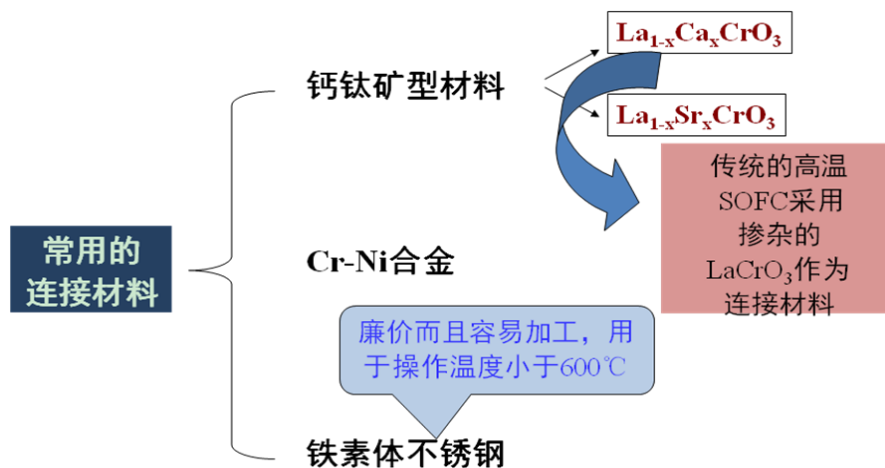 La₁₋ₓCaₓCrO₃
钙钛矿型材料
La₁₋ₓSrₓCrO₃
传统的高温
SOFC采用
掺杂的
LaCrO₃作为
连接材料
常用的
连接材料
Cr-Ni合金
廉价而且容易加工，用
于操作温度小于600℃
铁素体不锈钢